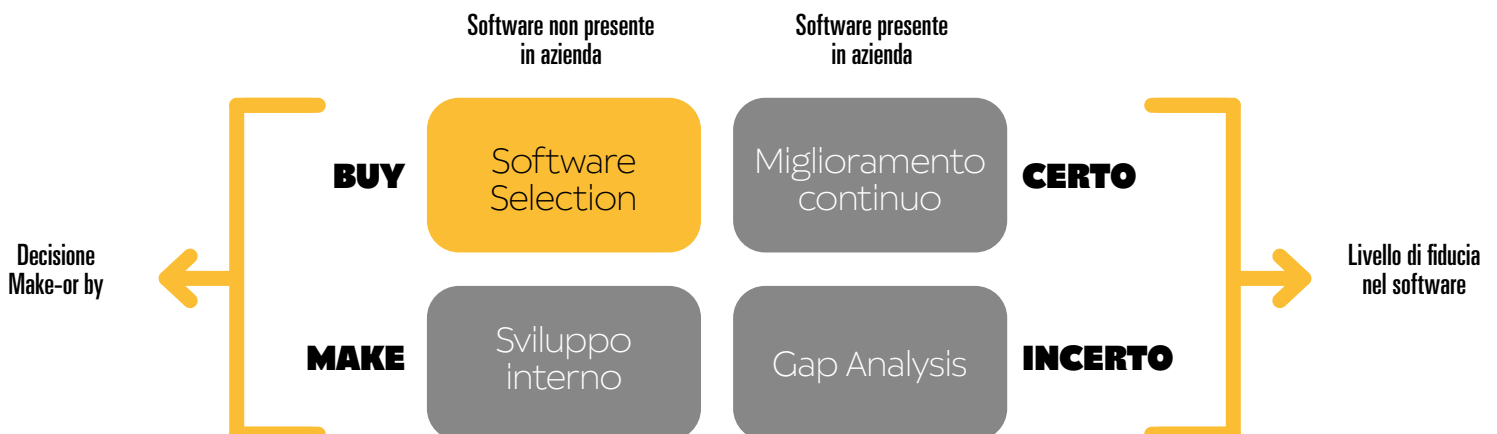 Software non presente
in azienda
Software presente
in azienda
BUY
Software
Selection
Miglioramento
continuo
CERTO
Decisione
Make-or by
Livello di fiducia
nel software
MAKE
Sviluppo
interno
Gap Analysis
INCERTO